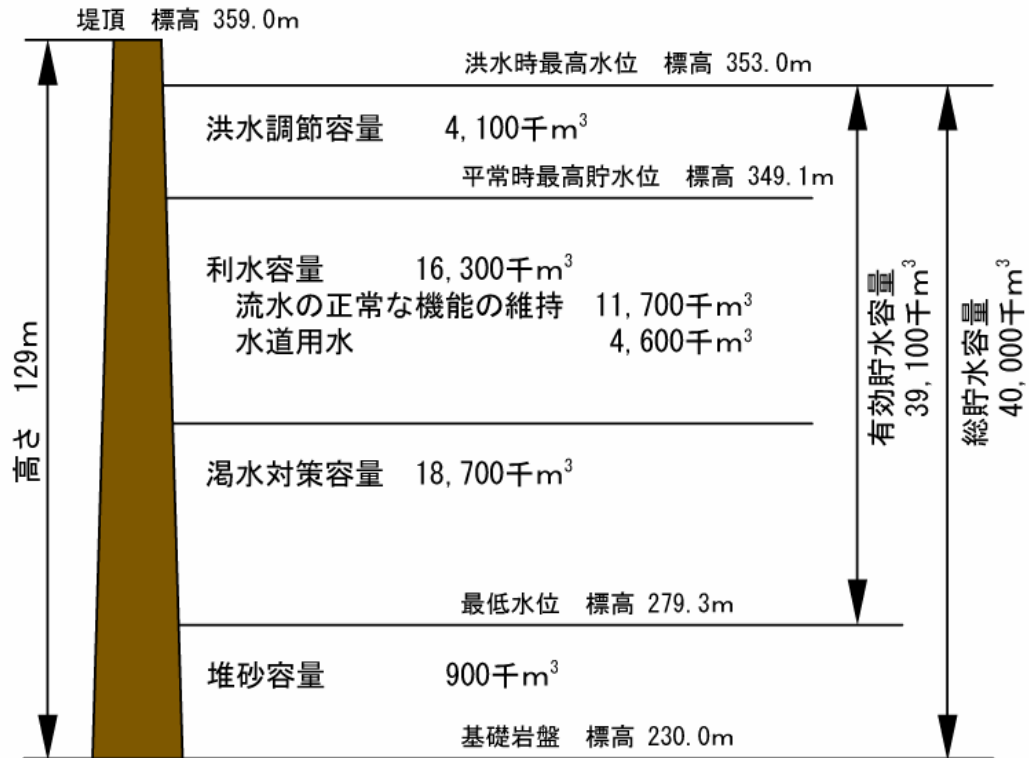 堤頂 標高 359.0m
洪水時最高水位 標高 353.0m
洪水調節容量 4,100千m³
平常時最高貯水位 標高 349.1m
利水容量 16,300千m³
流水の正常な機能の維持 11,700千m³
水道用水 4,600千m³
渇水対策容量 18,700千m³
最低水位 標高 279.3m
堆砂容量 900千m³
基礎岩盤 標高 230.0m
高さ 129m
有効貯水容量
39,100千m³
総貯水容量
40,000千m³